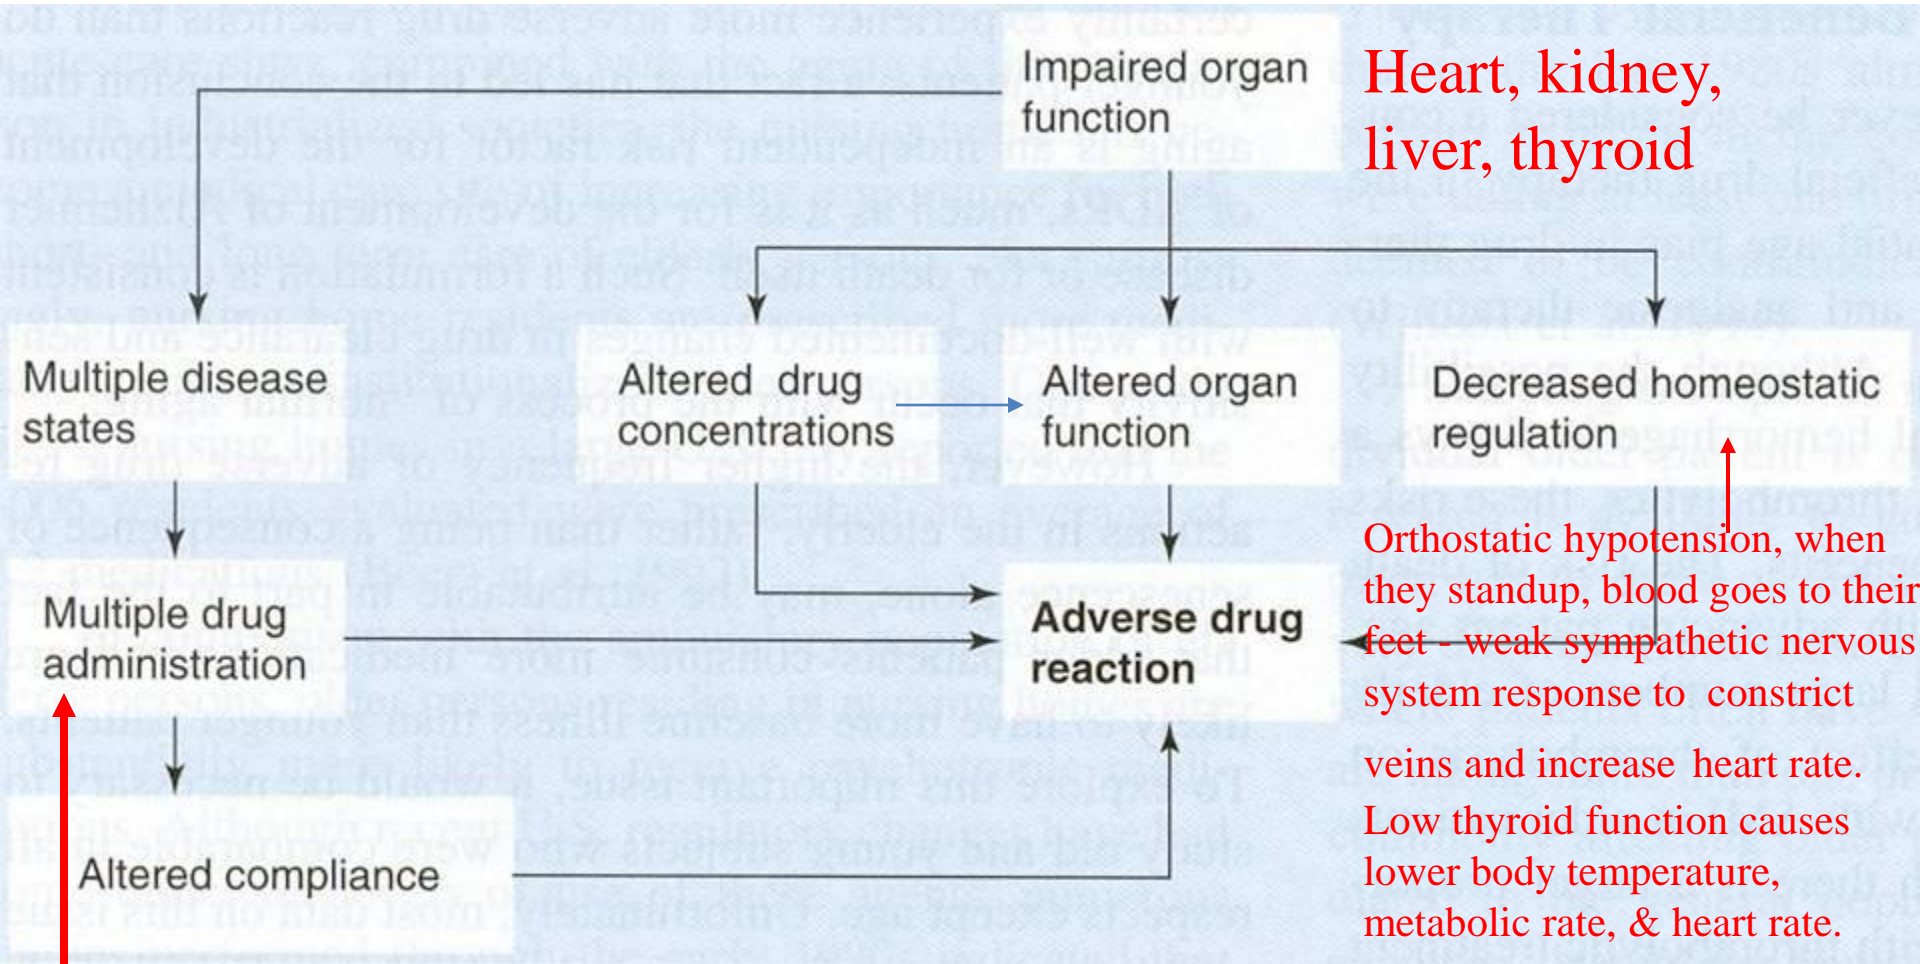 Impaired organ
function
Heart, kidney,
liver, thyroid
Multiple disease
states
Altered drug
concentrations
Altered organ
function
Decreased homeostatic
regulation
Multiple drug
administration
Adverse drug
reaction
Orthostatic hypotension, when
they standup, blood goes to their
feet - weak sympathetic nervous
system response to constrict
veins and increase heart rate.
Low thyroid function causes
lower body temperature,
metabolic rate, & heart rate.
Altered compliance